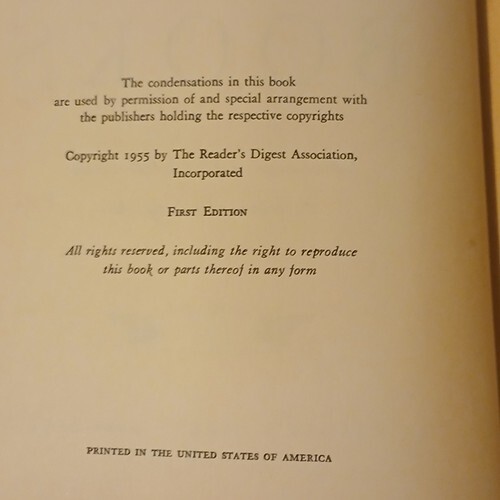 The condensations in this book
are used by permission of and special arrangement with
the publishers holding the respective copyrights
Copyright 1955 by The Reader's Digest Association,
Incorporated
FIRST EDITION
All rights reserved, including the right to reproduce
this book or parts thereof in any form
PRINTED IN THE UNITED STATES OF AMERICA